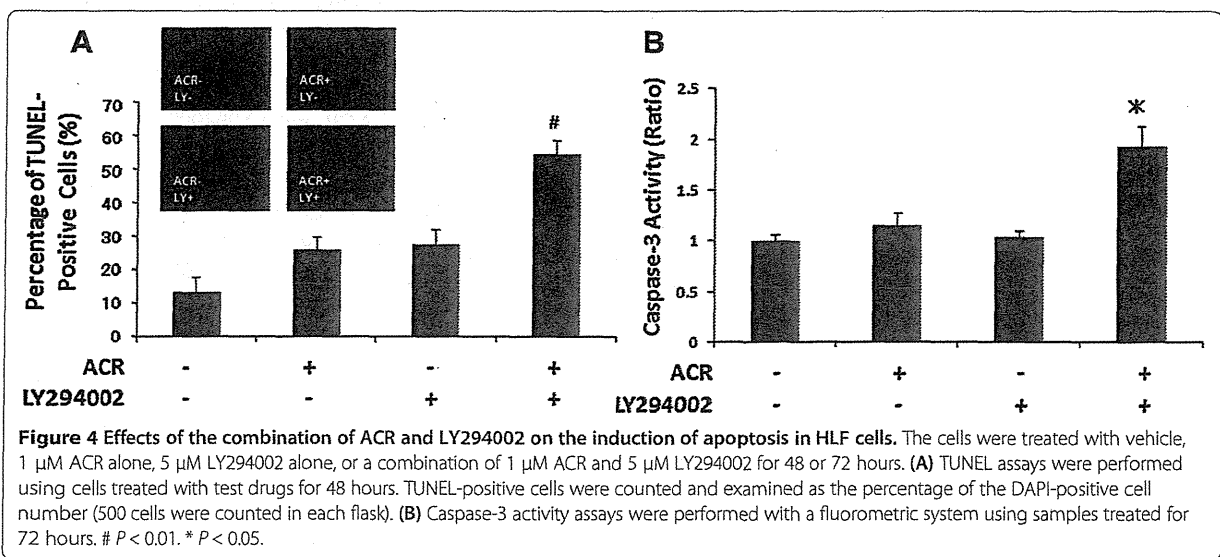 A
ACR-
LY-
ACR+
LY-
ACR-
LY+
ACR+
LY+
Percentage of TUNEL-
Positive Cells (%)
70
60
50
40
30
20
10
0
#
ACR - + - +
LY294002 - - + +
B
Caspase-3 Activity (Ratio)
2.5
2
1.5
1
0.5
0
*
ACR - + - +
LY294002 - - + +
Figure 4 Effects of the combination of ACR and LY294002 on the induction of apoptosis in HLF cells. The cells were treated with vehicle,
1 μM ACR alone, 5 μM LY294002 alone, or a combination of 1 μM ACR and 5 μM LY294002 for 48 or 72 hours. (A) TUNEL assays were performed
using cells treated with test drugs for 48 hours. TUNEL-positive cells were counted and examined as the percentage of the DAPI-positive cell
number (500 cells were counted in each flask). (B) Caspase-3 activity assays were performed with a fluorometric system using samples treated for
72 hours. # P < 0.01. * P < 0.05.